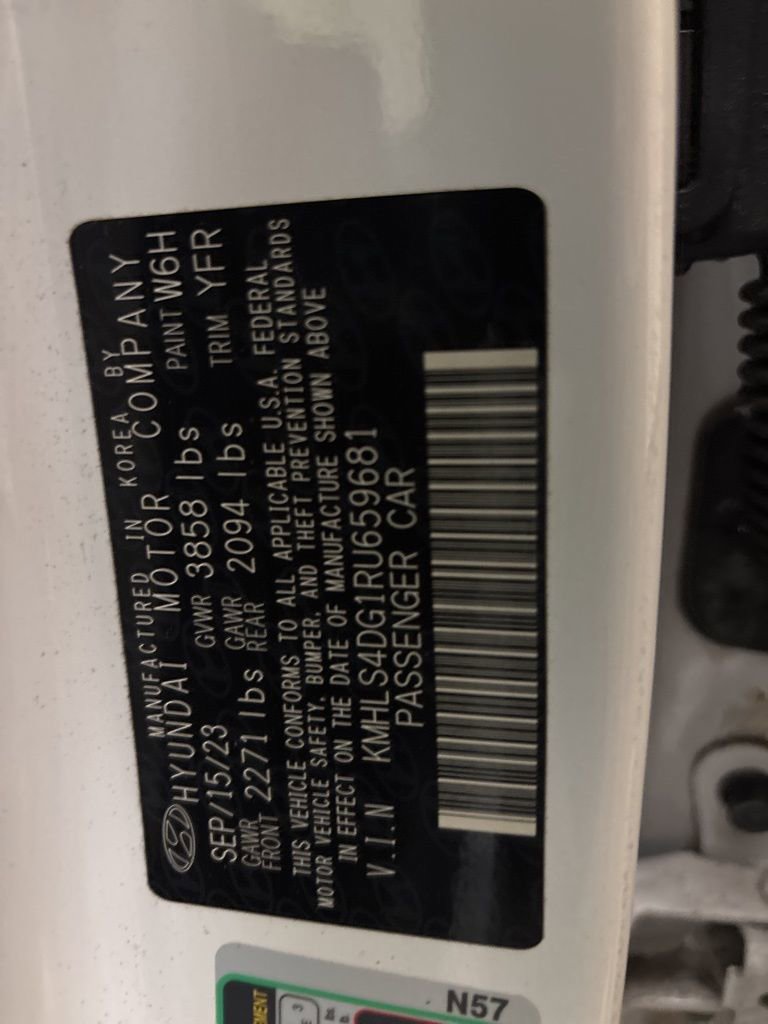 MANUFACTURED IN KOREA BY
HYUNDAI MOTOR COMPANY
SEP/15/23 GVWR 3858 lbs PAINT W6H
GAWR FRONT 2271 lbs GAWR REAR 2094 lbs TRIM YFR
THIS VEHICLE CONFORMS TO ALL APPLICABLE U.S.A. FEDERAL
MOTOR VEHICLE SAFETY, BUMPER, AND THEFT PREVENTION STANDARDS
IN EFFECT ON THE DATE OF MANUFACTURE SHOWN ABOVE
V.I.N KMHLS4DG1RU659681
PASSENGER CAR
3
lbs.
N57